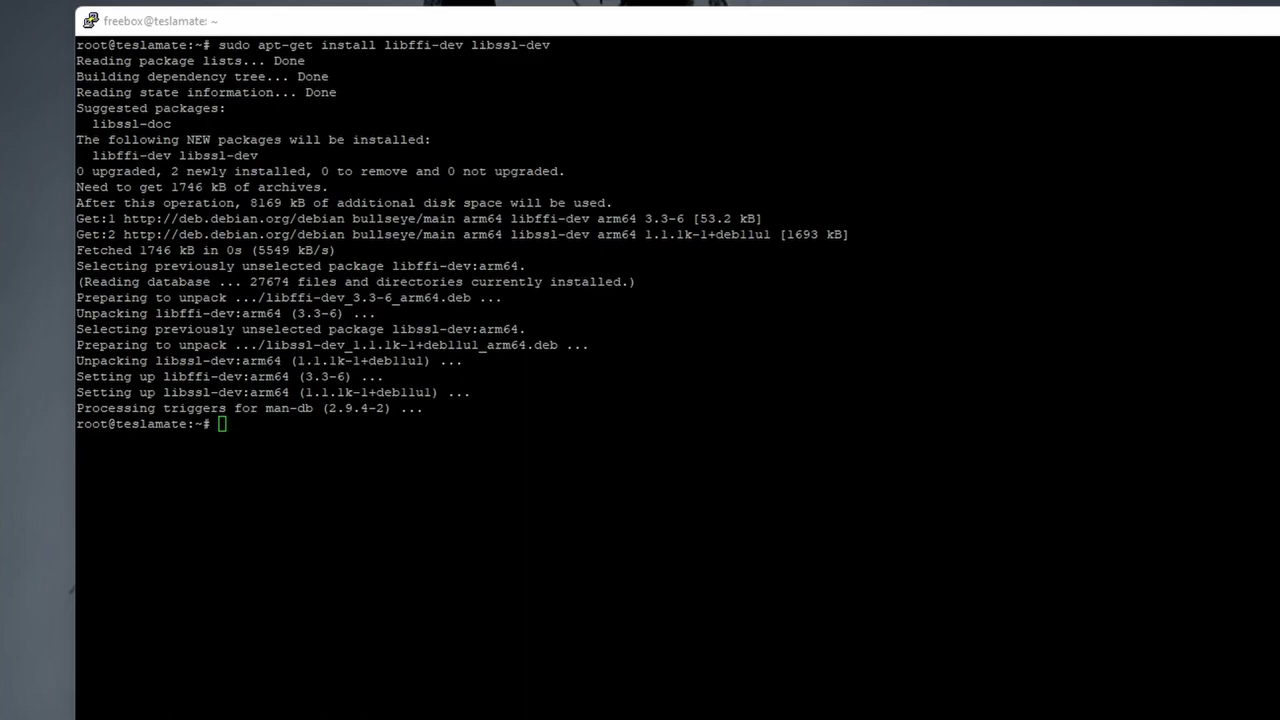 freebox@teslamate: ~
root@teslamate:~# sudo apt-get install libffi-dev libssl-dev
Reading package lists... Done
Building dependency tree... Done
Reading state information... Done
Suggested packages:
  libssl-doc
The following NEW packages will be installed:
  libffi-dev libssl-dev
0 upgraded, 2 newly installed, 0 to remove and 0 not upgraded.
Need to get 1746 kB of archives.
After this operation, 8169 kB of additional disk space will be used.
Get:1 http://deb.debian.org/debian bullseye/main arm64 libffi-dev arm64 3.3-6 [53.2 kB]
Get:2 http://deb.debian.org/debian bullseye/main arm64 libssl-dev arm64 1.1.1k-1+deb11u1 [1693 kB]
Fetched 1746 kB in 0s (5549 kB/s)
Selecting previously unselected package libffi-dev:arm64.
(Reading database ... 27674 files and directories currently installed.)
Preparing to unpack .../libffi-dev_3.3-6_arm64.deb ...
Unpacking libffi-dev:arm64 (3.3-6) ...
Selecting previously unselected package libssl-dev:arm64.
Preparing to unpack .../libssl-dev_1.1.1k-1+deb11u1_arm64.deb ...
Unpacking libssl-dev:arm64 (1.1.1k-1+deb11u1) ...
Setting up libffi-dev:arm64 (3.3-6) ...
Setting up libssl-dev:arm64 (1.1.1k-1+deb11u1) ...
Processing triggers for man-db (2.9.4-2) ...
root@teslamate:~#